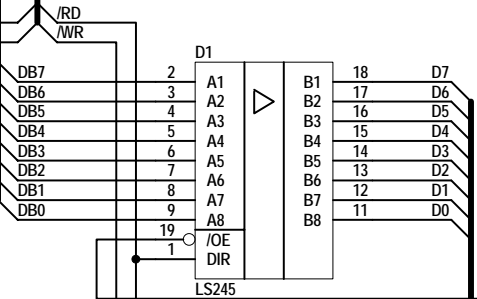 /RD
/WR
D1
DB7 2 A1 B1 18 D7
DB6 3 A2 B2 17 D6
DB5 4 A3 B3 16 D5
DB4 5 A4 B4 15 D4
DB3 6 A5 B5 14 D3
DB2 7 A6 B6 13 D2
DB1 8 A7 B7 12 D1
DB0 9 A8 B8 11 D0
19 /OE
1 DIR
LS245